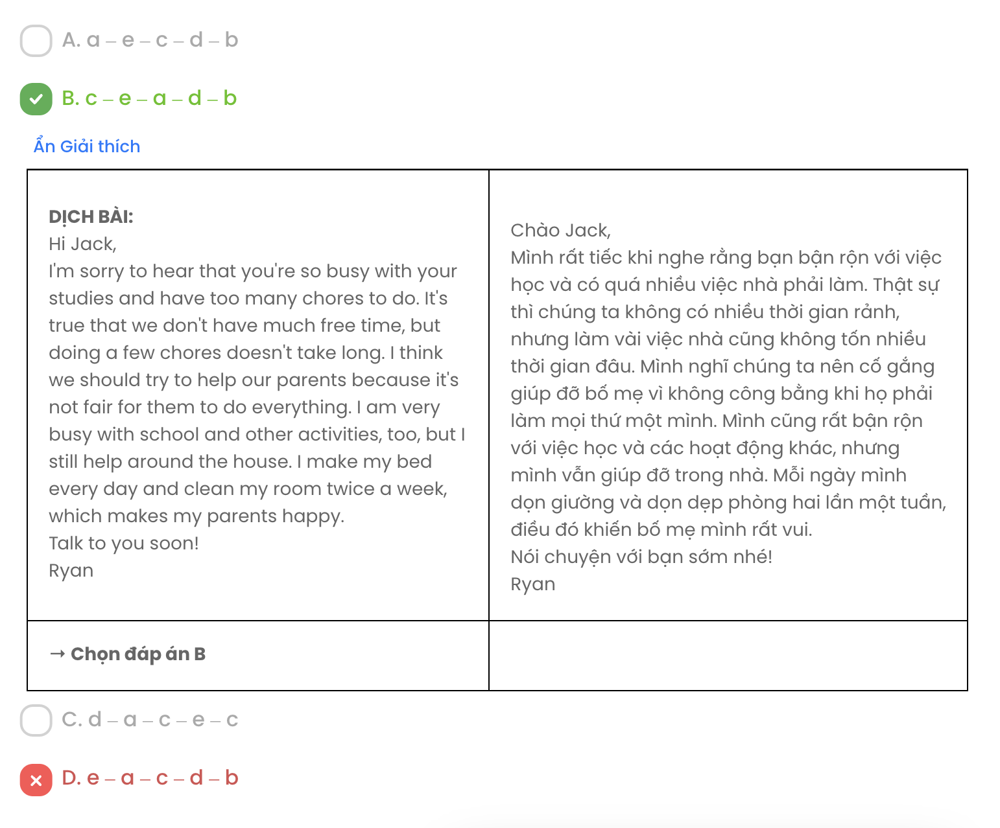 A. a – e – c – d – b
B. c – e – a – d – b
Ẩn Giải thích
DỊCH BÀI:
Hi Jack,
I'm sorry to hear that you're so busy with your
studies and have too many chores to do. It's
true that we don't have much free time, but
doing a few chores doesn't take long. I think
we should try to help our parents because it's
not fair for them to do everything. I am very
busy with school and other activities, too, but I
still help around the house. I make my bed
every day and clean my room twice a week,
which makes my parents happy.
Talk to you soon!
Ryan
Chào Jack,
Mình rất tiếc khi nghe rằng bạn bận rộn với việc
học và có quá nhiều việc nhà phải làm. Thật sự
thì chúng ta không có nhiều thời gian rảnh,
nhưng làm vài việc nhà cũng không tốn nhiều
thời gian đâu. Mình nghĩ chúng ta nên cố gắng
giúp đỡ bố mẹ vì không công bằng khi họ phải
làm mọi thứ một mình. Mình cũng rất bận rộn
với việc học và các hoạt động khác, nhưng
mình vẫn giúp đỡ trong nhà. Mỗi ngày mình
dọn giường và dọn dẹp phòng hai lần một tuần,
điều đó khiến bố mẹ mình rất vui.
Nói chuyện với bạn sớm nhé!
Ryan
→ Chọn đáp án B
C. d – a – c – e – c
D. e – a – c – d – b